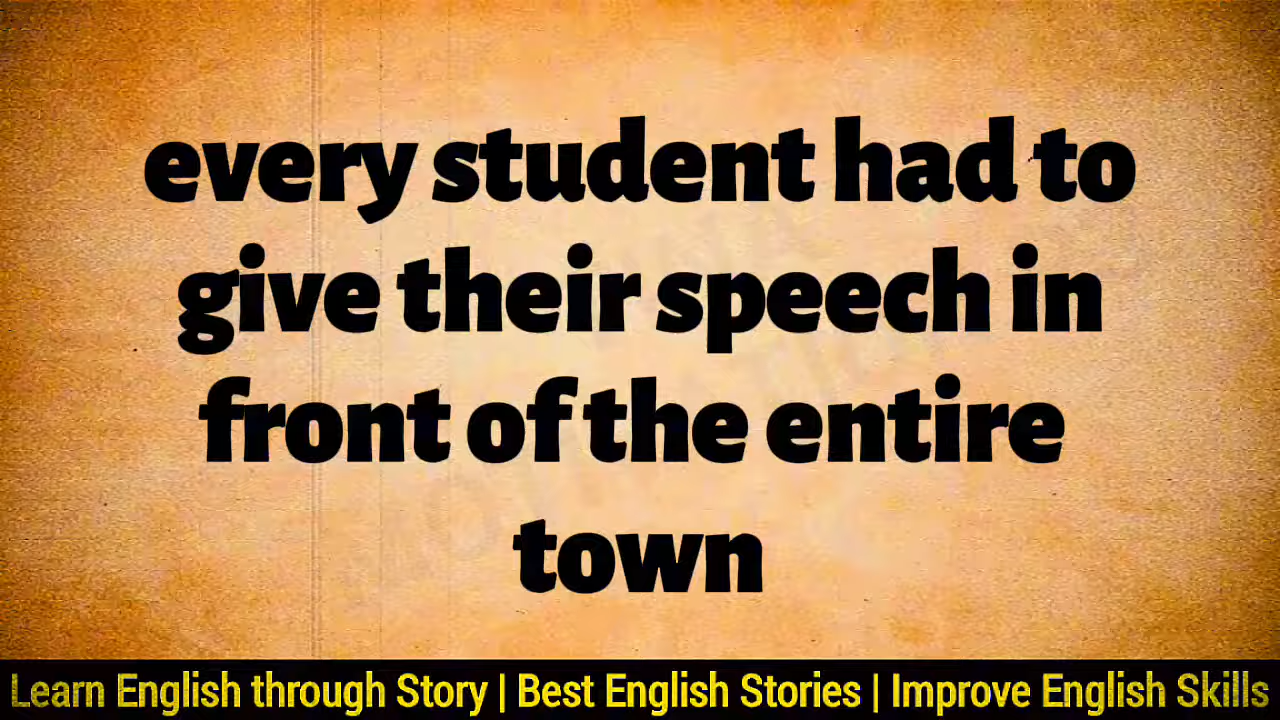 every student had to
give their speech in
front of the entire
town
Learn English through Story | Best English Stories | Improve English Skills